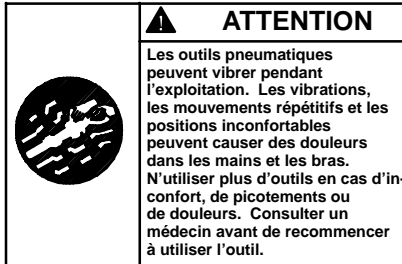 ATTENTION
Les outils pneumatiques
peuvent vibrer pendant
l'exploitation. Les vibrations,
les mouvements répétitifs et les
positions inconfortables
peuvent causer des douleurs
dans les mains et les bras.
N'utiliser plus d'outils en cas d'in-
confort, de picotements ou
de douleurs. Consulter un
médecin avant de recommencer
à utiliser l'outil.